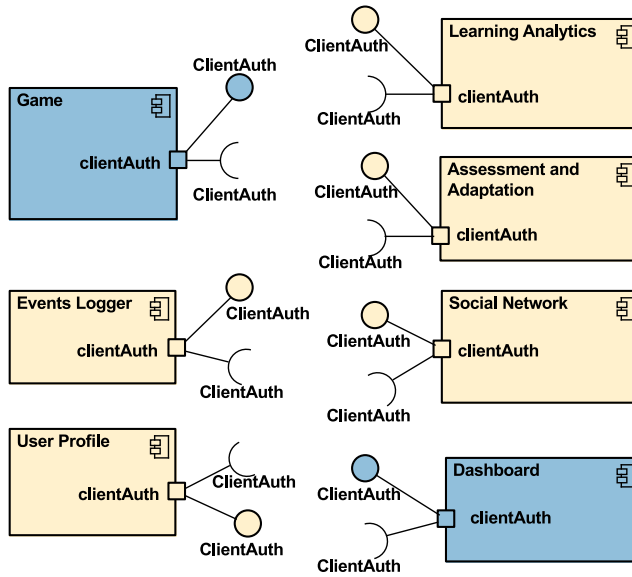 ClientAuth
Game
clientAuth
ClientAuth
Events Logger
ClientAuth
clientAuth
ClientAuth
User Profile
ClientAuth
clientAuth
ClientAuth
ClientAuth
Learning Analytics
clientAuth
ClientAuth
Assessment and
Adaptation
ClientAuth
clientAuth
ClientAuth
Social Network
ClientAuth
clientAuth
ClientAuth
Dashboard
ClientAuth
clientAuth
ClientAuth